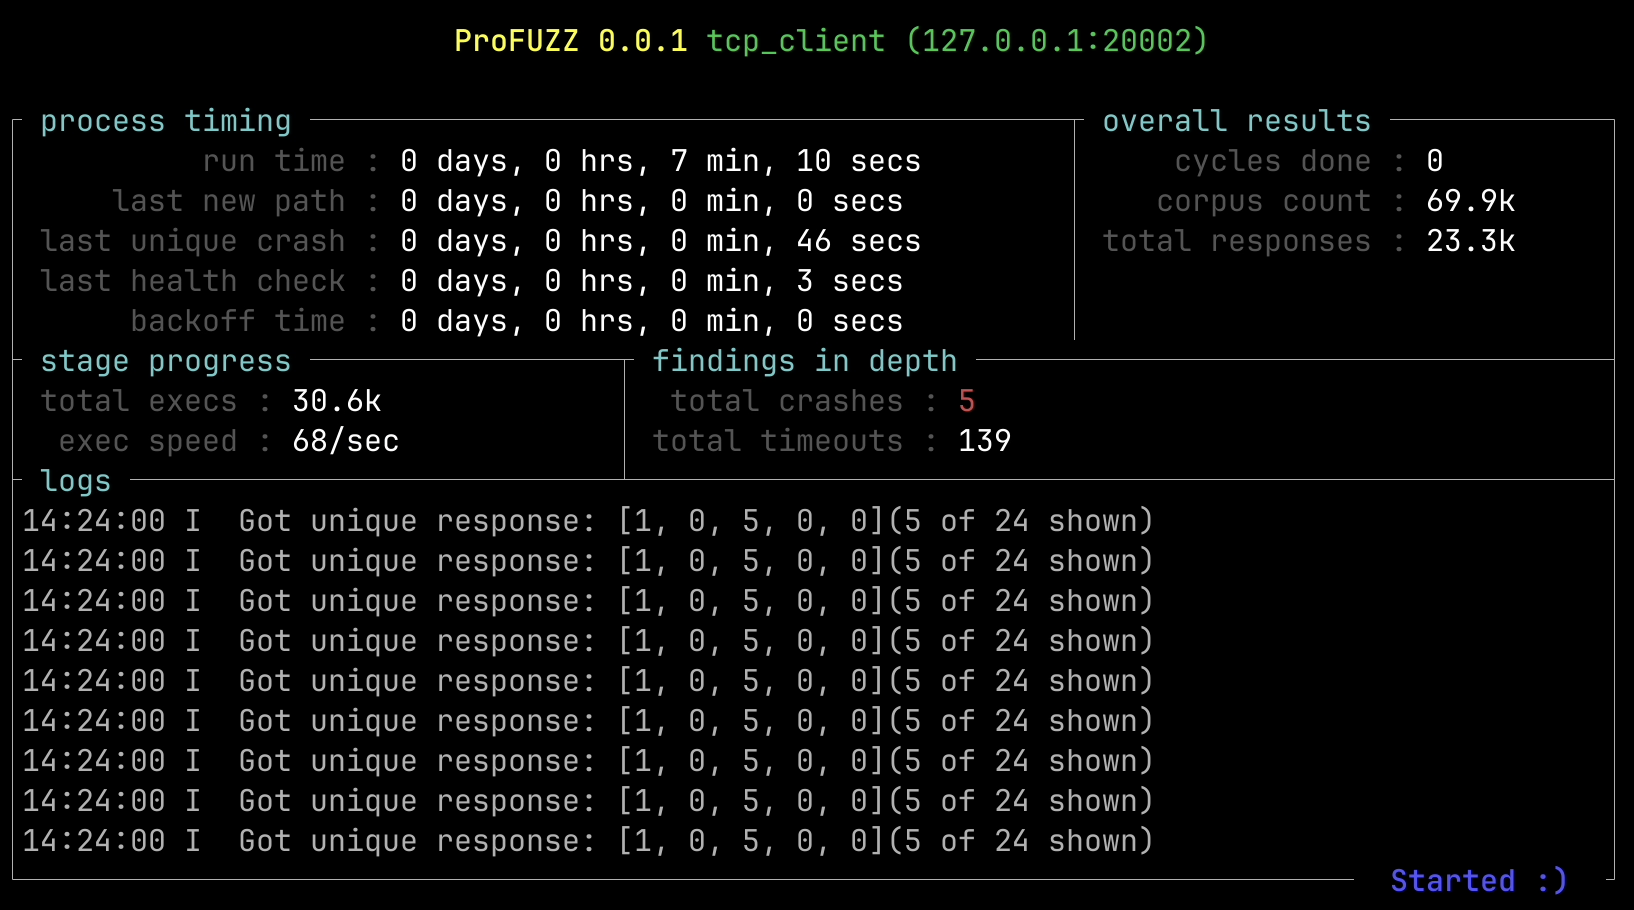 ProFUZZ 0.0.1 tcp_client (127.0.0.1:20002)
process timing
run time : 0 days, 0 hrs, 7 min, 10 secs
last new path : 0 days, 0 hrs, 0 min, 0 secs
last unique crash : 0 days, 0 hrs, 0 min, 46 secs
last health check : 0 days, 0 hrs, 0 min, 3 secs
backoff time : 0 days, 0 hrs, 0 min, 0 secs
overall results
cycles done : 0
corpus count : 69.9k
total responses : 23.3k
stage progress
total execs : 30.6k
exec speed : 68/sec
findings in depth
total crashes : 5
total timeouts : 139
logs
14:24:00 I  Got unique response: [1, 0, 5, 0, 0](5 of 24 shown)
14:24:00 I  Got unique response: [1, 0, 5, 0, 0](5 of 24 shown)
14:24:00 I  Got unique response: [1, 0, 5, 0, 0](5 of 24 shown)
14:24:00 I  Got unique response: [1, 0, 5, 0, 0](5 of 24 shown)
14:24:00 I  Got unique response: [1, 0, 5, 0, 0](5 of 24 shown)
14:24:00 I  Got unique response: [1, 0, 5, 0, 0](5 of 24 shown)
14:24:00 I  Got unique response: [1, 0, 5, 0, 0](5 of 24 shown)
14:24:00 I  Got unique response: [1, 0, 5, 0, 0](5 of 24 shown)
14:24:00 I  Got unique response: [1, 0, 5, 0, 0](5 of 24 shown)
Started :)